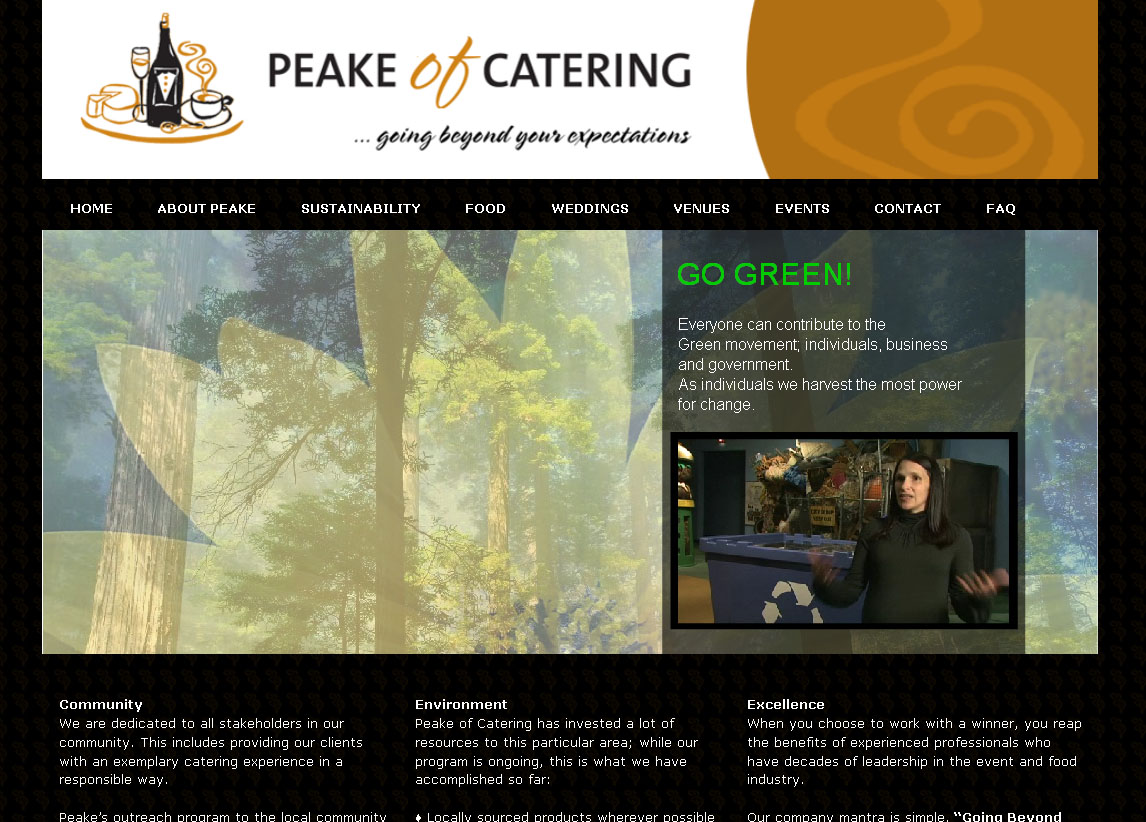 PEAKE of CATERING
... going beyond your expectations
HOME ABOUT PEAKE SUSTAINABILITY FOOD WEDDINGS VENUES EVENTS CONTACT FAQ
GO GREEN!
Everyone can contribute to the
Green movement; individuals, business
and government.
As individuals we harvest the most power
for change.
Community
We are dedicated to all stakeholders in our
community. This includes providing our clients
with an exemplary catering experience in a
responsible way.
Peake's outreach program to the local community
Environment
Peake of Catering has invested a lot of
resources to this particular area; while our
program is ongoing, this is what we have
accomplished so far:
♦ Locally sourced products wherever possible
Excellence
When you choose to work with a winner, you reap
the benefits of experienced professionals who
have decades of leadership in the event and food
industry.
Our company mantra is simple. “Going Beyond